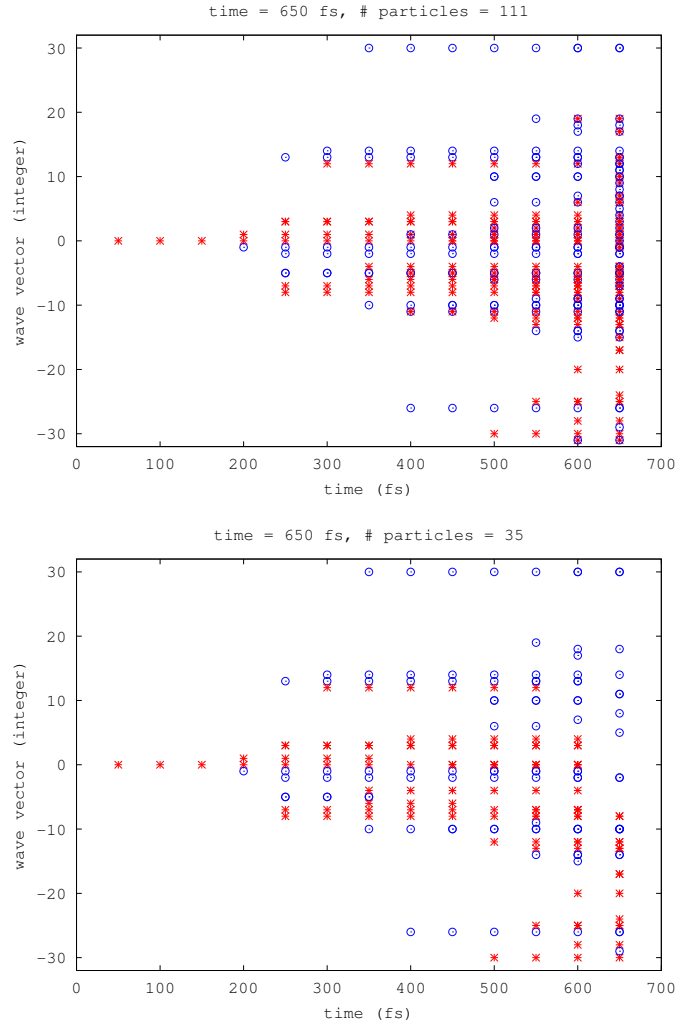 time = 650 fs, # particles = 111
30
20
10
0
-10
-20
-30
wave vector (integer)
0 100 200 300 400 500 600 700
time (fs)
time = 650 fs, # particles = 35
30
20
10
0
-10
-20
-30
wave vector (integer)
0 100 200 300 400 500 600 700
time (fs)